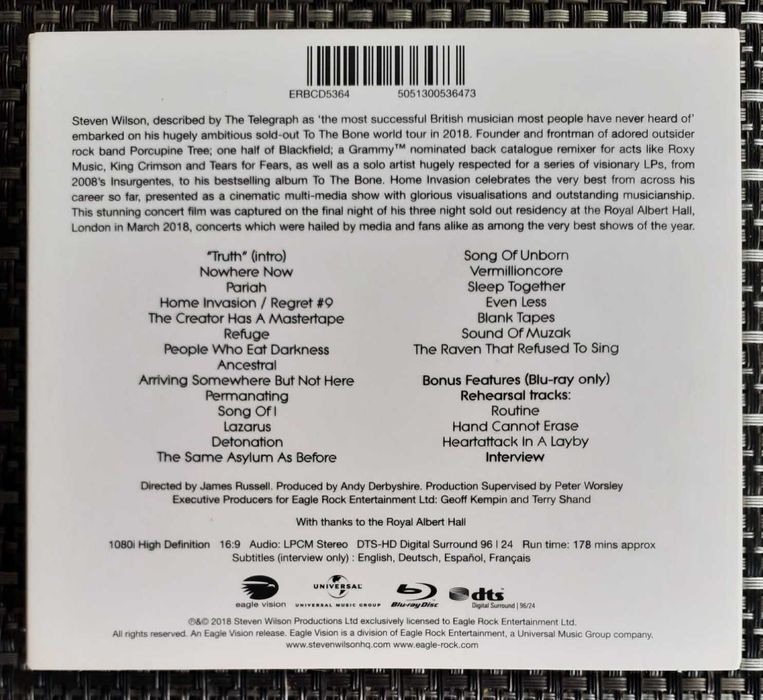 ERBCD5364 5051300536473
Steven Wilson, described by The Telegraph as 'the most successful British musician most people have never heard of'
embarked on his hugely ambitious sold-out To The Bone world tour in 2018. Founder and frontman of adored outsider
rock band Porcupine Tree; one half of Blackfield; a Grammy™ nominated back catalogue remixer for acts like Roxy
Music, King Crimson and Tears for Fears, as well as a solo artist hugely respected for a series of visionary LPs, from
2008's Insurgentes, to his bestselling album To The Bone. Home Invasion celebrates the very best from across his
career so far, presented as a cinematic multi-media show with glorious visualisations and outstanding musicianship.
This stunning concert film was captured on the final night of his three night sold out residency at the Royal Albert Hall,
London in March 2018, concerts which were hailed by media and fans alike as among the very best shows of the year.
"Truth" (intro)
Nowhere Now
Pariah
Home Invasion / Regret #9
The Creator Has A Mastertape
Refuge
People Who Eat Darkness
Ancestral
Arriving Somewhere But Not Here
Permanating
Song Of I
Lazarus
Detonation
The Same Asylum As Before
Song Of Unborn
Vermillioncore
Sleep Together
Even Less
Blank Tapes
Sound Of Muzak
The Raven That Refused To Sing
Bonus Features (Blu-ray only)
Rehearsal tracks:
Routine
Hand Cannot Erase
Heartattack In A Layby
Interview
Directed by James Russell. Produced by Andy Derbyshire. Production Supervised by Peter Worsley
Executive Producers for Eagle Rock Entertainment Ltd: Geoff Kempin and Terry Shand
With thanks to the Royal Albert Hall
1080i High Definition 16:9 Audio: LPCM Stereo DTS-HD Digital Surround 96 | 24 Run time: 178 mins approx
Subtitles (interview only) : English, Deutsch, Español, Français
eagle vision
UNIVERSAL
UNIVERSAL MUSIC GROUP
Blu-ray Disc
dts
Digital Surround | 96/24
℗&© 2018 Steven Wilson Productions Ltd exclusively licensed to Eagle Rock Entertainment Ltd.
All rights reserved. An Eagle Vision release. Eagle Vision is a division of Eagle Rock Entertainment, a Universal Music Group company.
www.stevenwilsonhq.com www.eagle-rock.com